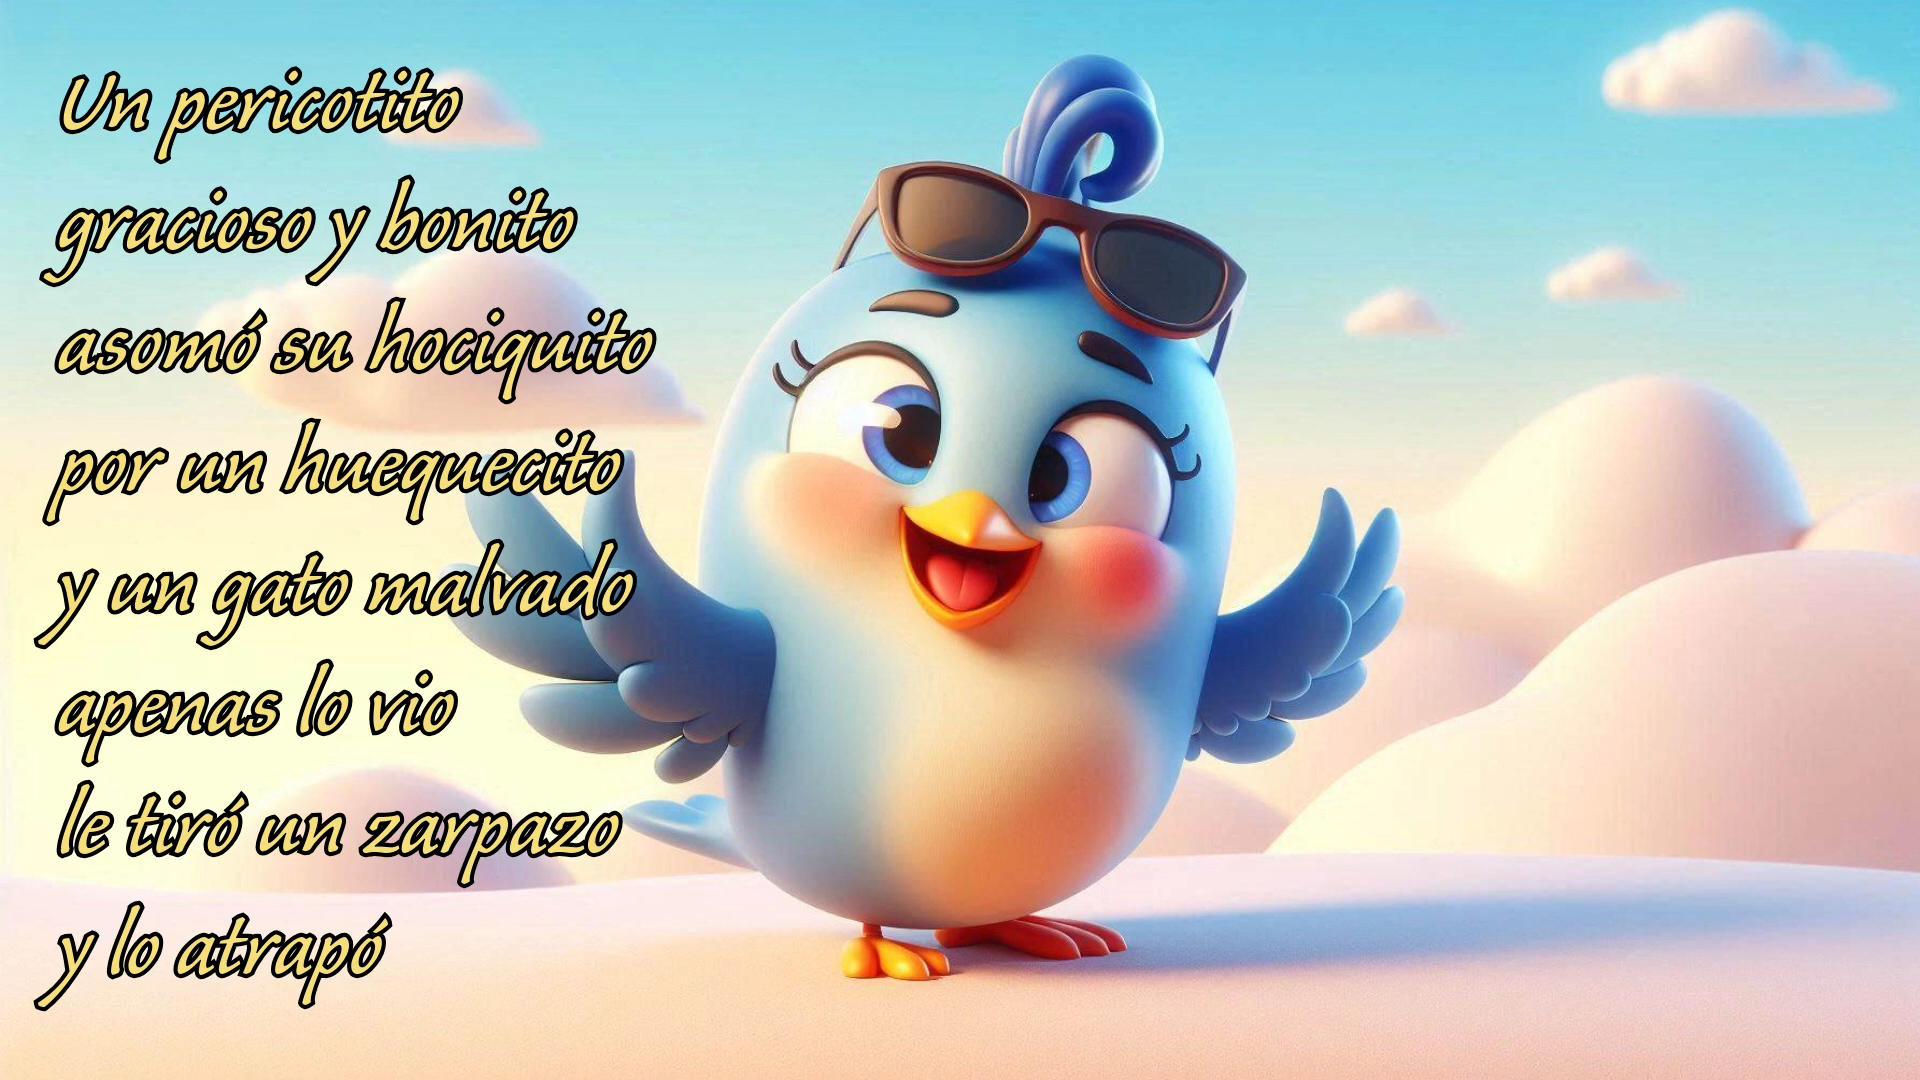 Un pericotito
gracioso y bonito
asomó su hociquito
por un huequecito
y un gato malvado
apenas lo vio
le tiró un zarpazo
y lo atrapó